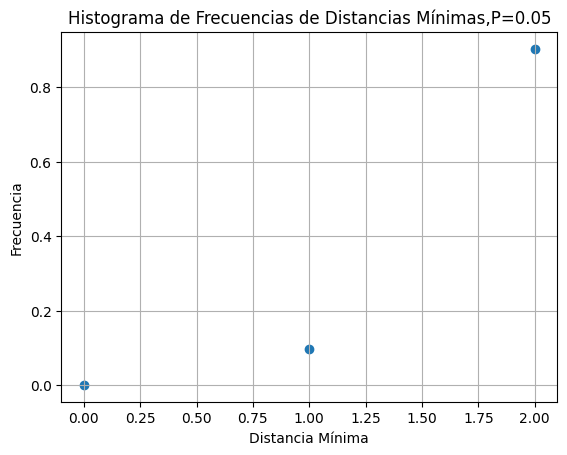 Histograma de Frecuencias de Distancias Mínimas,P=0.05
Frecuencia
0.8
0.6
0.4
0.2
0.0
0.00 0.25 0.50 0.75 1.00 1.25 1.50 1.75 2.00
Distancia Mínima